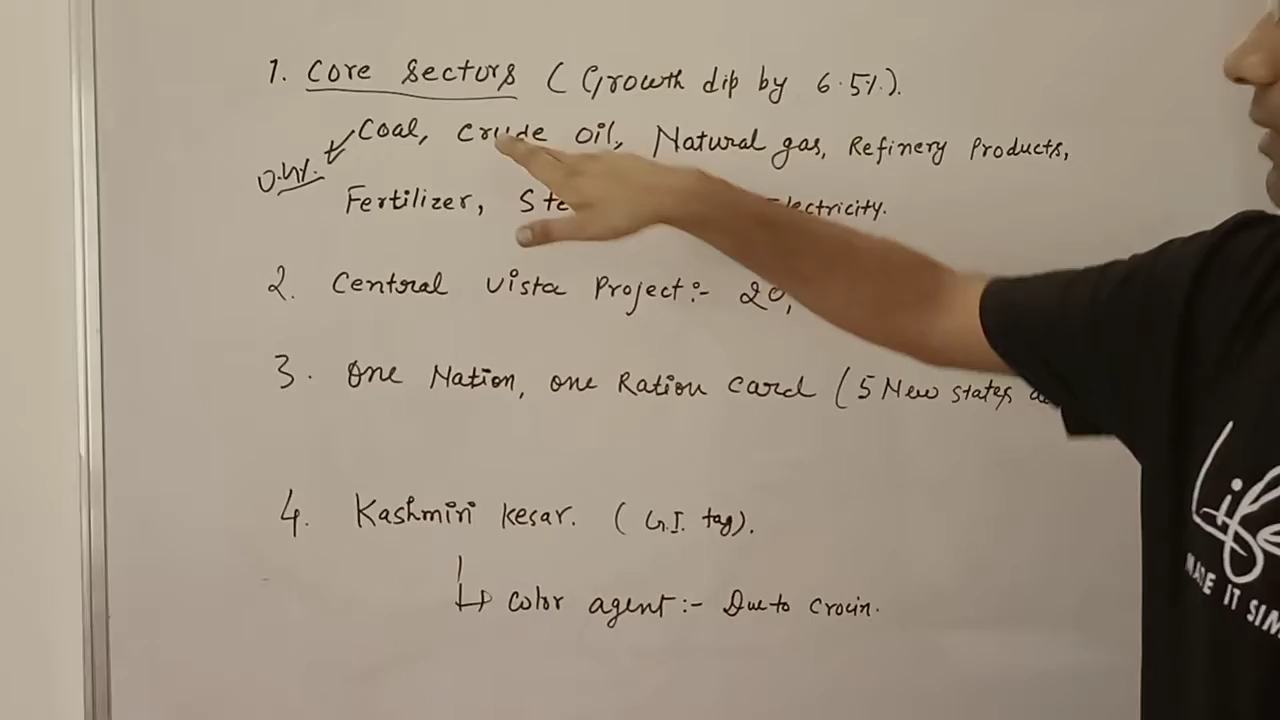 1. Core Sectors (Growth dip by 6.5%).
Coal, Crude Oil, Natural gas, Refinery Products,
Fertilizer,
2. Central Vista Project:- 20,
3. One Nation, one Ration Card (5 New states
4. Kashmiri Kesar. (G.I. tag).
↳ color agent:- Due to crocin.
Life
MADE IT SIM